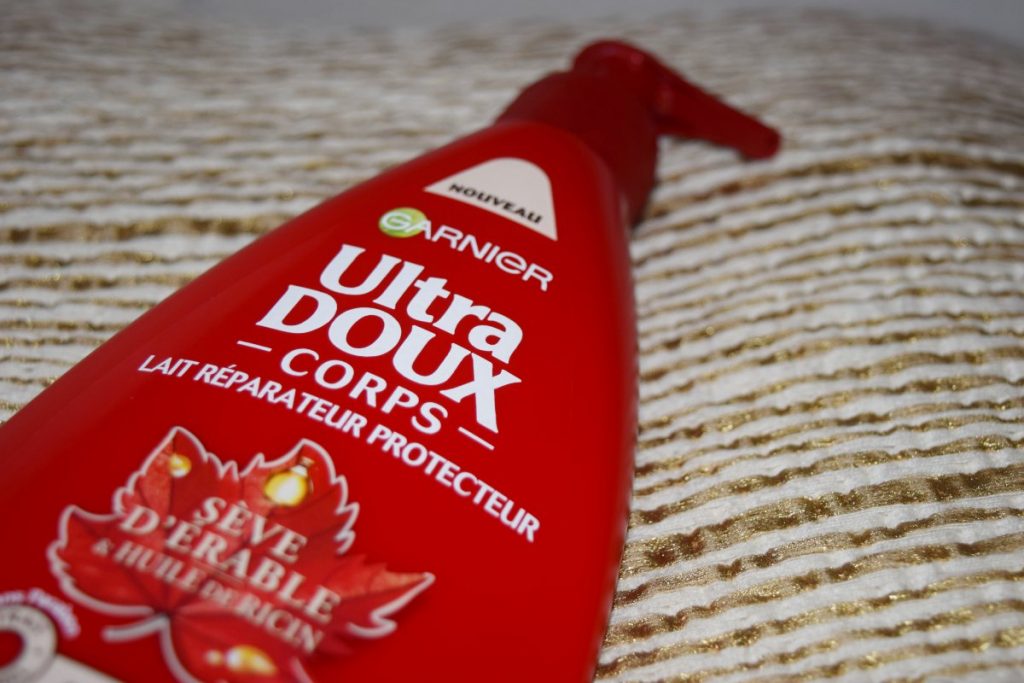 NOUVEAU
GARNIER
Ultra
DOUX
CORPS
LAIT RÉPARATEUR PROTECTEUR
SÈVE
D'ÉRABLE
& HUILE DE RICIN